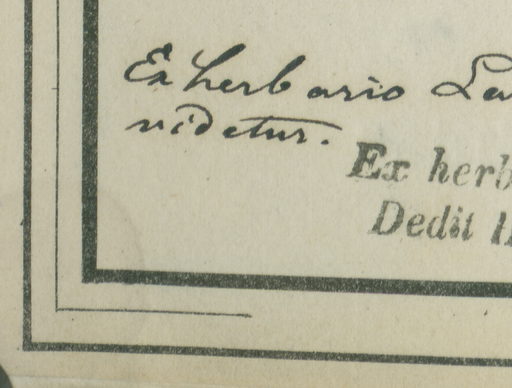 Ex herbario
videtur.
Ex herb
Dedit